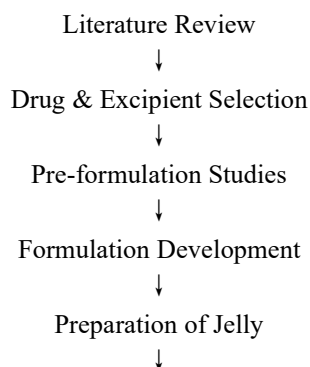 Literature Review
↓
Drug & Excipient Selection
↓
Pre-formulation Studies
↓
Formulation Development
↓
Preparation of Jelly
↓